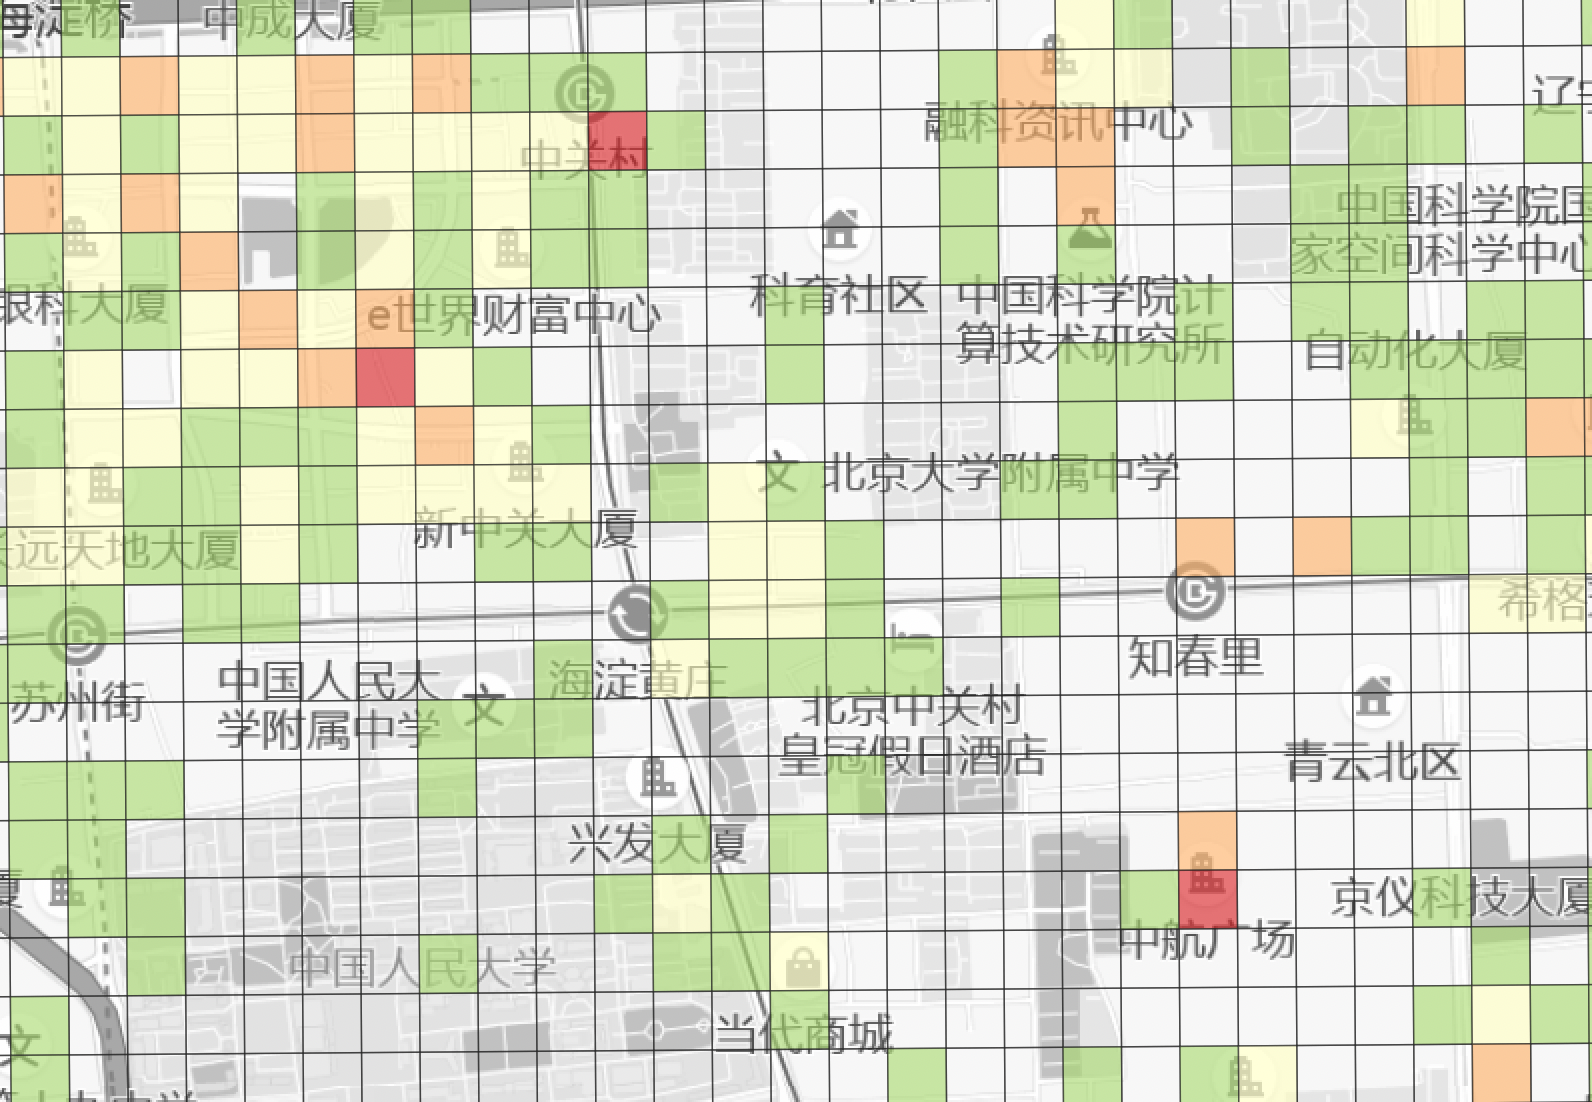 海淀桥
中成大厦
融科资讯中心
中关村
中国科学院国
家空间科学中心
银科大厦
e世界财富中心
科育社区
中国科学院计
算技术研究所
自动化大厦
文
北京大学附属中学
新中关大厦
长远天地大厦
希格
知春里
海淀黄庄
中国人民大
学附属中学
文
苏州街
北京中关村
皇冠假日酒店
青云北区
兴发大厦
厦
京仪科技大厦
中航广场
中国人民大学
当代商城
文